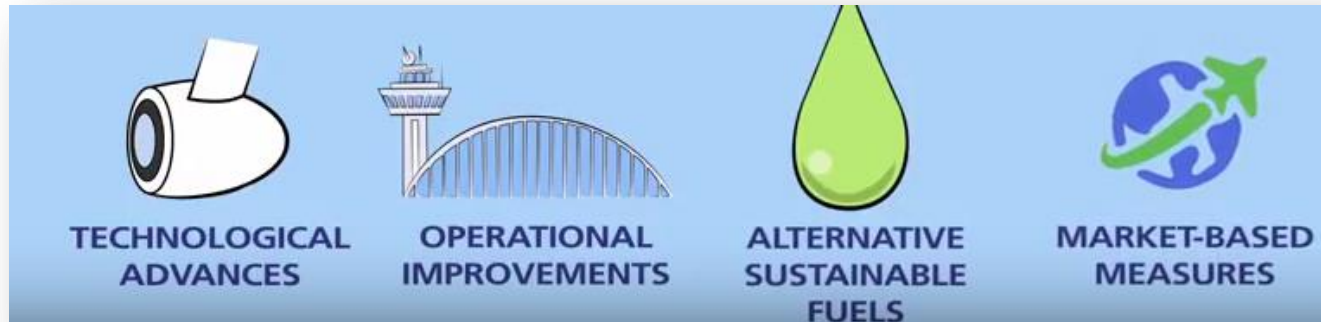 TECHNOLOGICAL
ADVANCES
OPERATIONAL
IMPROVEMENTS
ALTERNATIVE
SUSTAINABLE
FUELS
MARKET-BASED
MEASURES